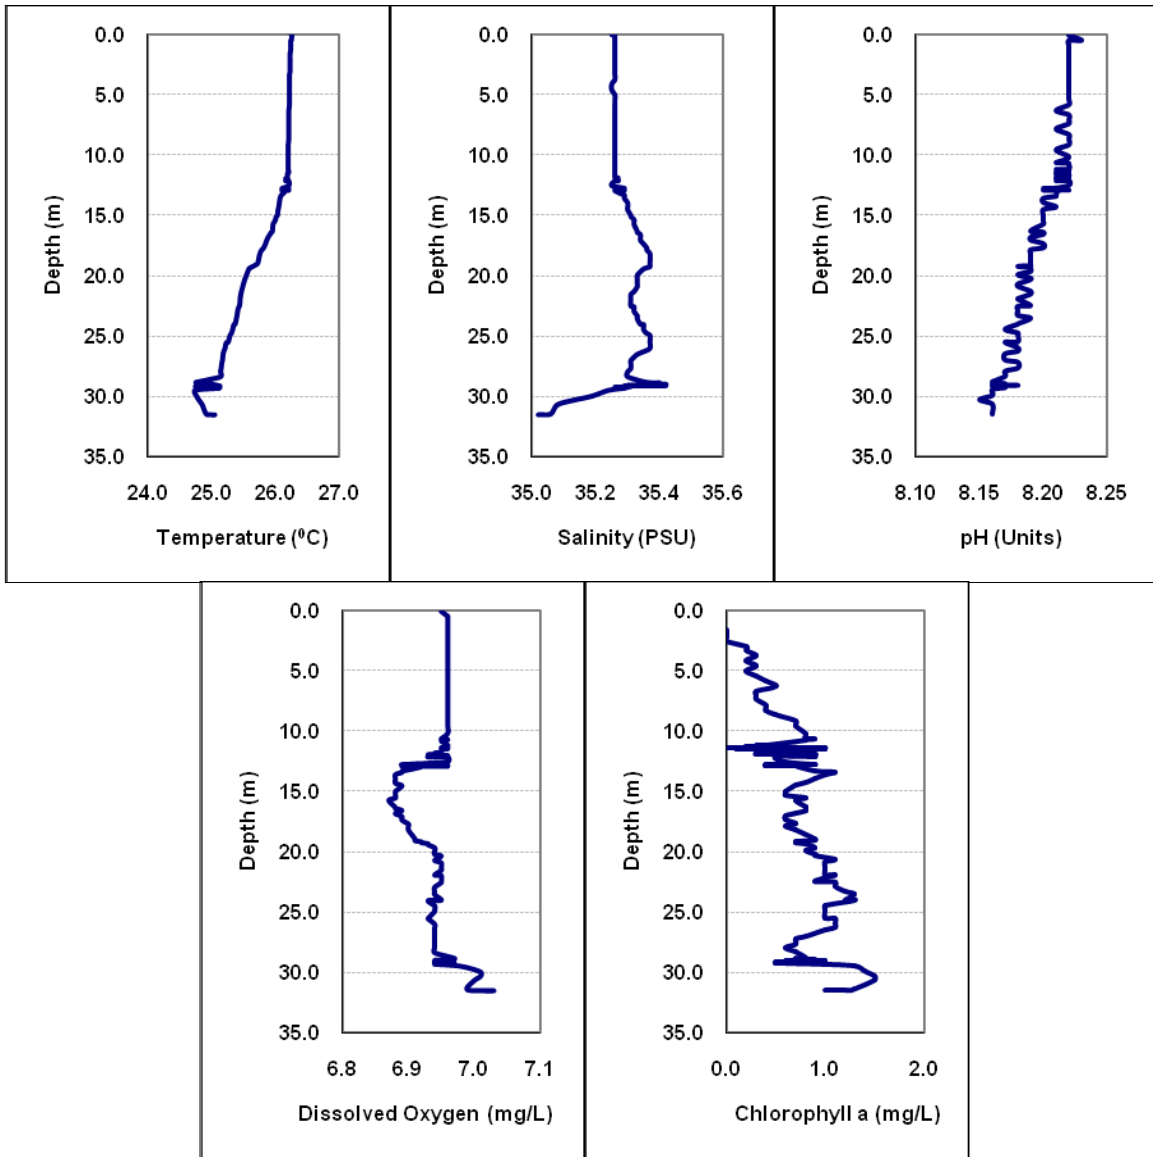 0.0
5.0
10.0
15.0
20.0
25.0
30.0
35.0
Depth (m)
24.0 25.0 26.0 27.0
Temperature (⁰C)
0.0
5.0
10.0
15.0
20.0
25.0
30.0
35.0
Depth (m)
35.0 35.2 35.4 35.6
Salinity (PSU)
0.0
5.0
10.0
15.0
20.0
25.0
30.0
35.0
Depth (m)
8.10 8.15 8.20 8.25
pH (Units)
0.0
5.0
10.0
15.0
20.0
25.0
30.0
35.0
Depth (m)
6.8 6.9 7.0 7.1
Dissolved Oxygen (mg/L)
0.0
5.0
10.0
15.0
20.0
25.0
30.0
35.0
Depth (m)
0.0 1.0 2.0
Chlorophyll a (mg/L)